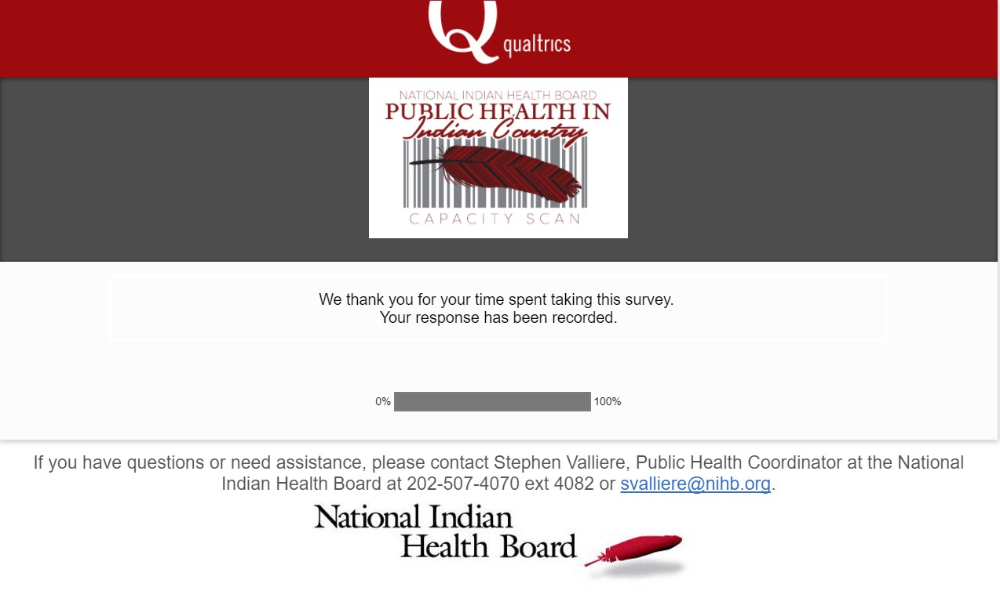 qualtrics
NATIONAL INDIAN HEALTH BOARD
PUBLIC HEALTH IN
Indian Country
CAPACITY SCAN
We thank you for your time spent taking this survey.
Your response has been recorded.
0% 100%
If you have questions or need assistance, please contact Stephen Valliere, Public Health Coordinator at the National
Indian Health Board at 202-507-4070 ext 4082 or svalliere@nihb.org.
National Indian
Health Board